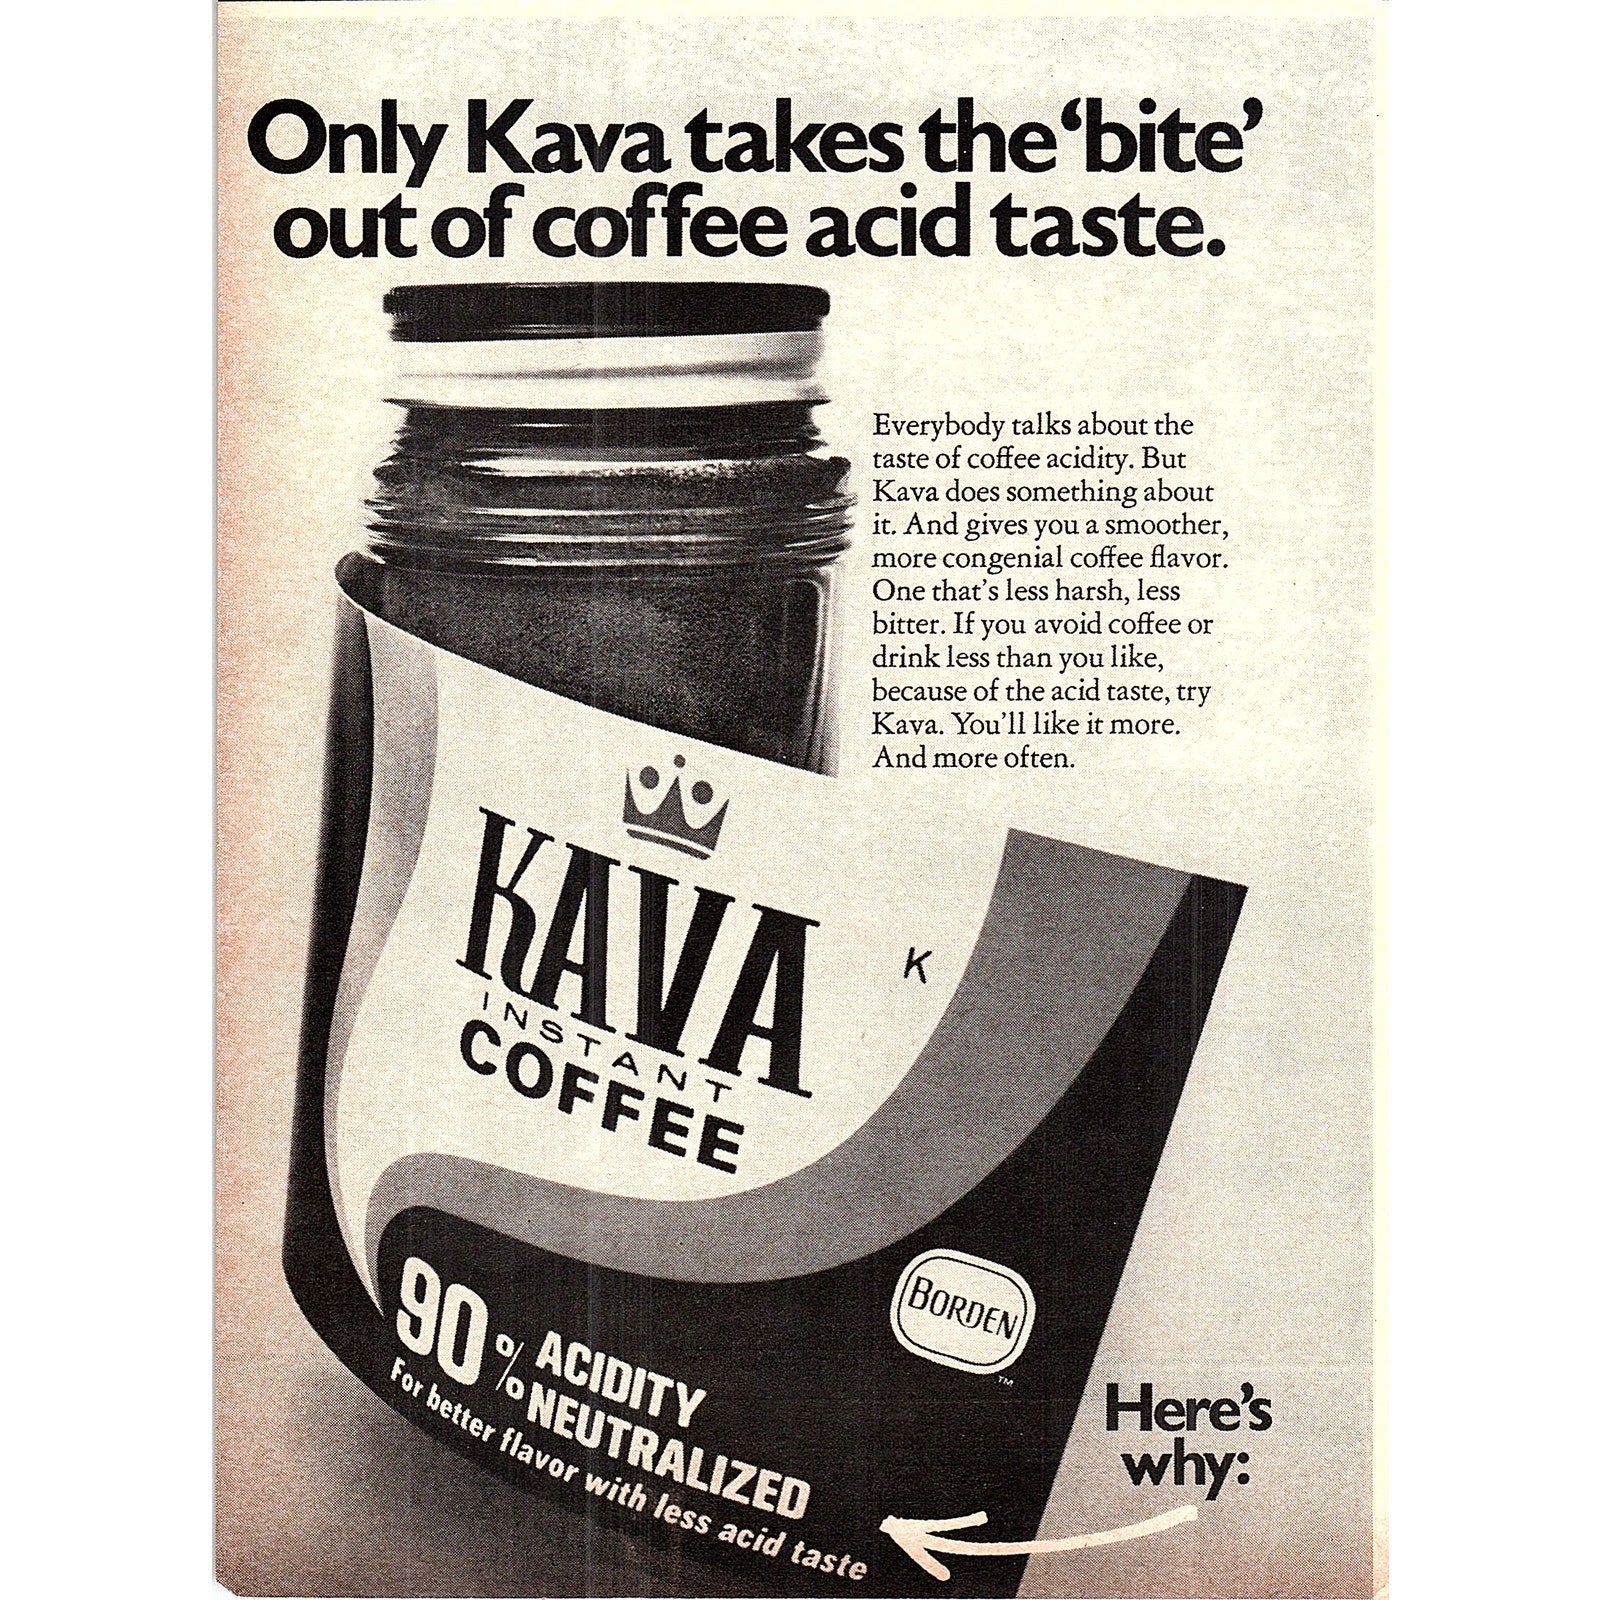 Only Kava takes the ‘bite’
out of coffee acid taste.
Everybody talks about the
taste of coffee acidity. But
Kava does something about
it. And gives you a smoother,
more congenial coffee flavor.
One that's less harsh, less
bitter. If you avoid coffee or
drink less than you like,
because of the acid taste, try
Kava. You'll like it more.
And more often.
KAVA
K
INSTANT
COFFEE
BORDEN
TM
90% ACIDITY
NEUTRALIZED
For better flavor with less acid taste
Here's
why: